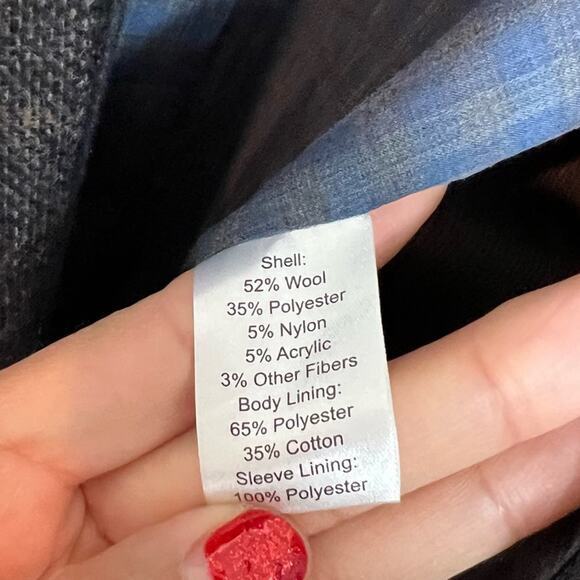 Shell:
52% Wool
35% Polyester
5% Nylon
5% Acrylic
3% Other Fibers
Body Lining:
65% Polyester
35% Cotton
Sleeve Lining:
100% Polyester